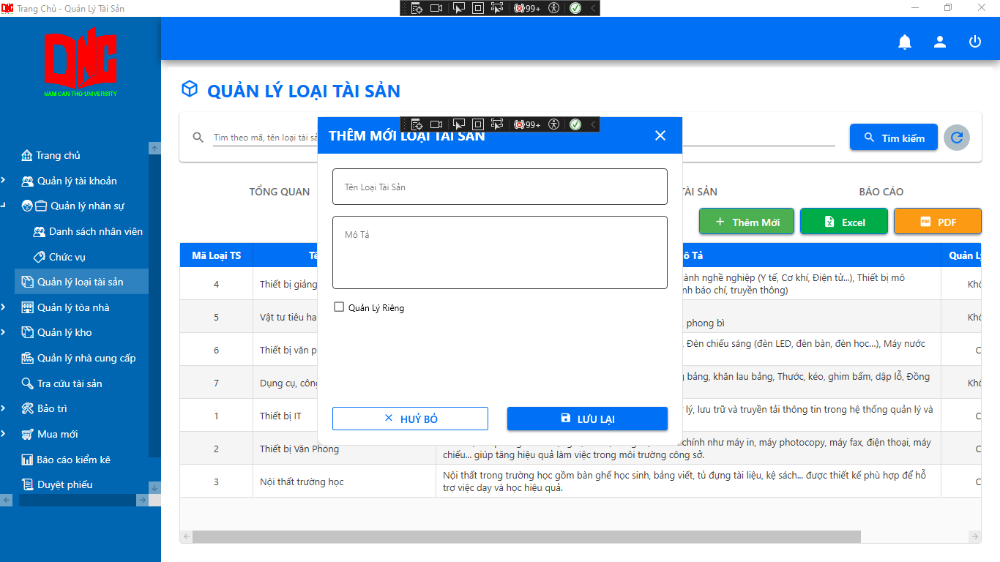 Trang Chủ - Quản Lý Tài Sản
99+
DNC
NAM CAN THO UNIVERSITY
Trang chủ
Quản lý tài khoản
Quản lý nhân sự
Danh sách nhân viên
Chức vụ
Quản lý loại tài sản
Quản lý tòa nhà
Quản lý kho
Quản lý nhà cung cấp
Tra cứu tài sản
Bảo trì
Mua mới
Báo cáo kiểm kê
Duyệt phiếu
QUẢN LÝ LOẠI TÀI SẢN
Tìm theo mã, tên loại tài
Tìm kiếm
TỔNG QUAN
TÀI SẢN
BÁO CÁO
Thêm Mới
Excel
PDF
99+
THÊM MỚI LOẠI TÀI SẢN
Tên Loại Tài Sản
Mô Tả
Quản Lý Riêng
HUỶ BỎ
LƯU LẠI
Mã Loại TS
Tả
Quản
4
Thiết bị giảng
nghề nghiệp (Y tế, Cơ khí, Điện tử...), Thiết bị mô
báo chí, truyền thông)
5
Vật tư tiêu
phong bì
6
Thiết bị văn
Đèn chiếu sáng (đèn LED, đèn bàn, đèn học...), Máy nước
7
Dụng cụ,
bảng, khăn lau bảng, Thước, kéo, ghim bấm, dập lỗ, Đồng
1
Thiết bị IT
lý, lưu trữ và truyền tải thông tin trong hệ thống quản lý và
2
Thiết bị Văn Phòng
chính như máy in, máy photocopy, máy fax, điện thoại, máy
chiếu... giúp tăng hiệu quả làm việc trong môi trường công sở.
3
Nội thất trường học
Nội thất trong trường học gồm bàn ghế học sinh, bảng viết, tủ đựng tài liệu, kệ sách... được thiết kế phù hợp để hỗ
trợ việc dạy và học hiệu quả.